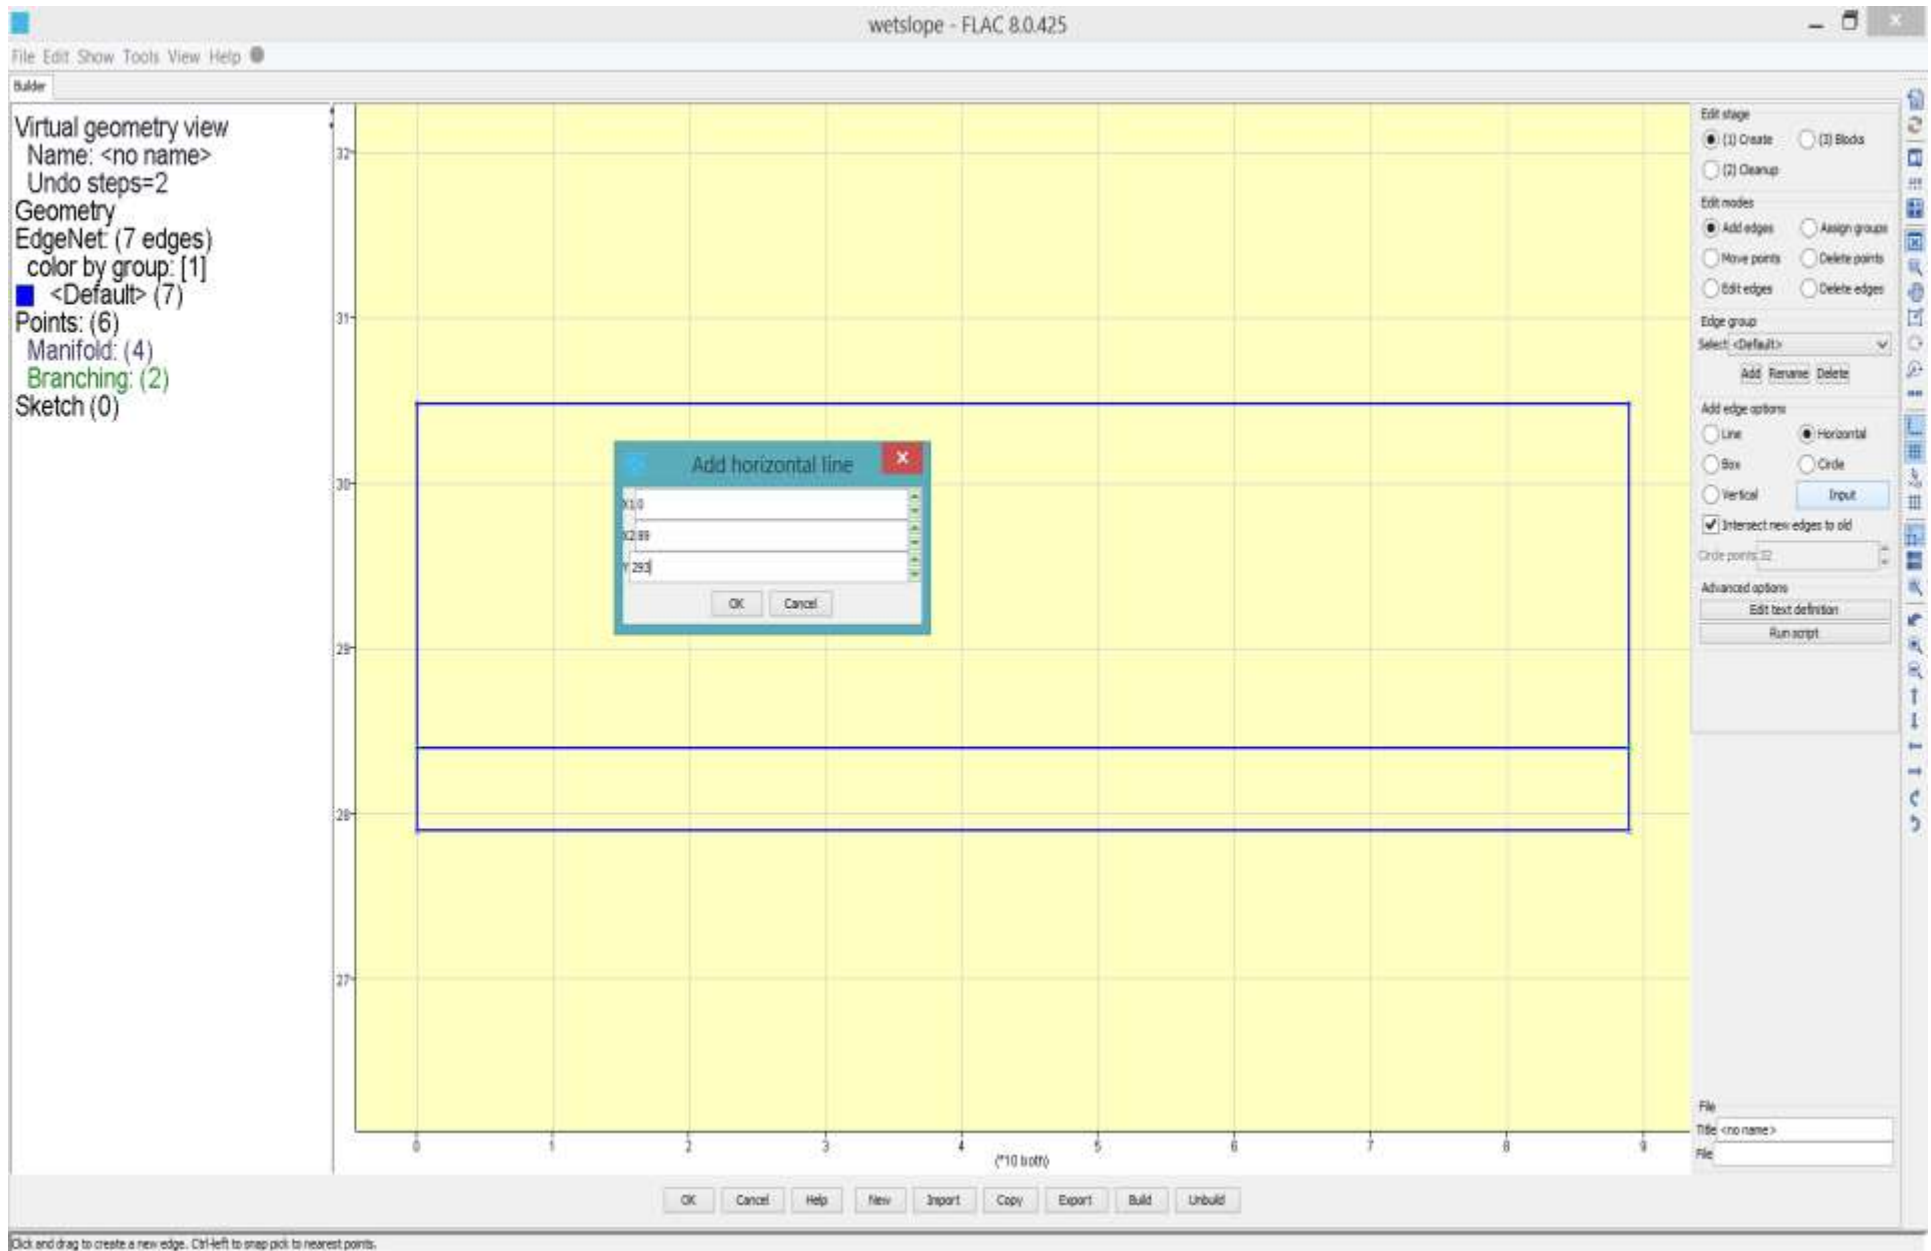 wetslope - FLAC 8.0.425
File Edit Show Tools View Help
Builder
Virtual geometry view
Name: <no name>
Undo steps=2
Geometry
EdgeNet: (7 edges)
color by group: [1]
<Default> (7)
Points: (6)
Manifold: (4)
Branching: (2)
Sketch (0)
32
31
30
29
28
27
0 1 2 3 4 5 6 7 8 9
(*10 both)
Add horizontal line
X1 0
X2 89
Y 293
OK Cancel
Edit stage
(1) Create (3) Blocks
(2) Cleanup
Edit modes
Add edges Assign groups
Move points Delete points
Edit edges Delete edges
Edge group
Select <Default>
Add Rename Delete
Add edge options
Line Horizontal
Box Circle
Vertical Input
Intersect new edges to old
Circle points 32
Advanced options
Edit text definition
Run script
File
Title <no name>
File
OK Cancel Help New Import Copy Export Build Unbuild
Click and drag to create a new edge. Ctrl-left to snap pick to nearest points.